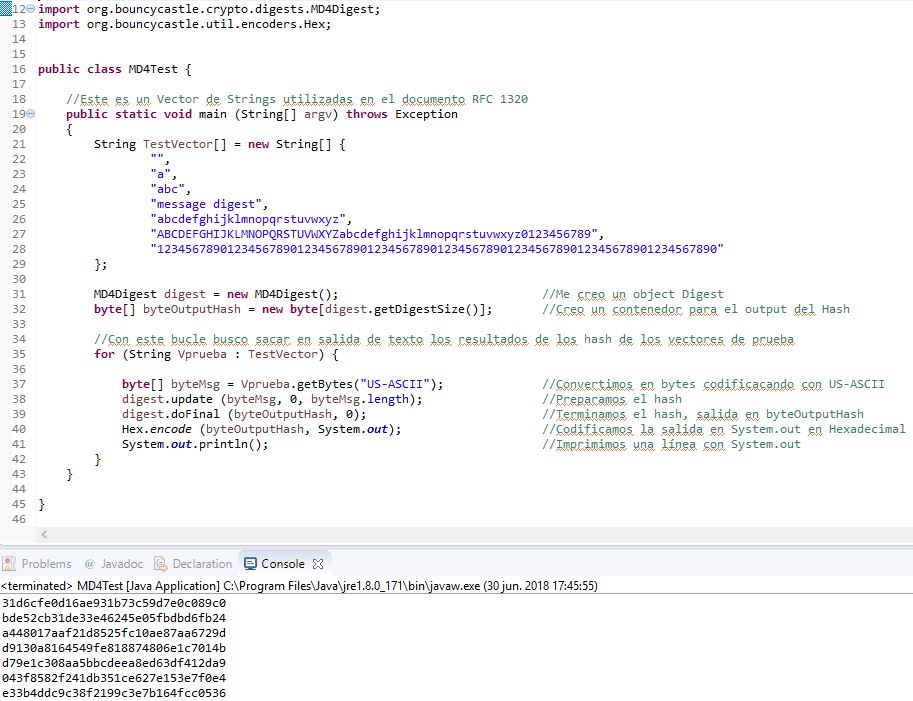 12 import org.bouncycastle.crypto.digests.MD4Digest;
13 import org.bouncycastle.util.encoders.Hex;
14
15
16 public class MD4Test {
17
18 //Este es un Vector de Strings utilizadas en el documento RFC 1320
19 public static void main (String[] argv) throws Exception
20 {
21 String TestVector[] = new String[] {
22 "",
23 "a",
24 "abc",
25 "message digest",
26 "abcdefghijklmnopqrstuvwxyz",
27 "ABCDEFGHIJKLMNOPQRSTUVWXYZabcdefghijklmnopqrstuvwxyz0123456789",
28 "12345678901234567890123456789012345678901234567890123456789012345678901234567890"
29 };
30
31 MD4Digest digest = new MD4Digest(); //Me creo un object Digest
32 byte[] byteOutputHash = new byte[digest.getDigestSize()]; //Creo un contenedor para el output del Hash
33
34 //Con este bucle busco sacar en salida de texto los resultados de los hash de los vectores de prueba
35 for (String Vprueba : TestVector) {
36
37 byte[] byteMsg = Vprueba.getBytes("US-ASCII"); //Convertimos en bytes codificacando con US-ASCII
38 digest.update (byteMsg, 0, byteMsg.length); //Preparamos el hash
39 digest.doFinal (byteOutputHash, 0); //Terminamos el hash, salida en byteOutputHash
40 Hex.encode (byteOutputHash, System.out); //Codificamos la salida en System.out en Hexadecimal
41 System.out.println(); //Imprimimos una línea con System.out
42 }
43 }
44
45 }
46
Problems @ Javadoc Declaration Console
<terminated> MD4Test [Java Application] C:\Program Files\Java\jre1.8.0_171\bin\javaw.exe (30 jun. 2018 17:45:55)
31d6cfe0d16ae931b73c59d7e0c089c0
bde52cb31de33e46245e05fbdbd6fb24
a448017aaf21d8525fc10ae87aa6729d
d9130a8164549fe818874806e1c7014b
d79e1c308aa5bbcdeea8ed63df412da9
043f8582f241db351ce627e153e7f0e4
e33b4ddc9c38f2199c3e7b164fcc0536